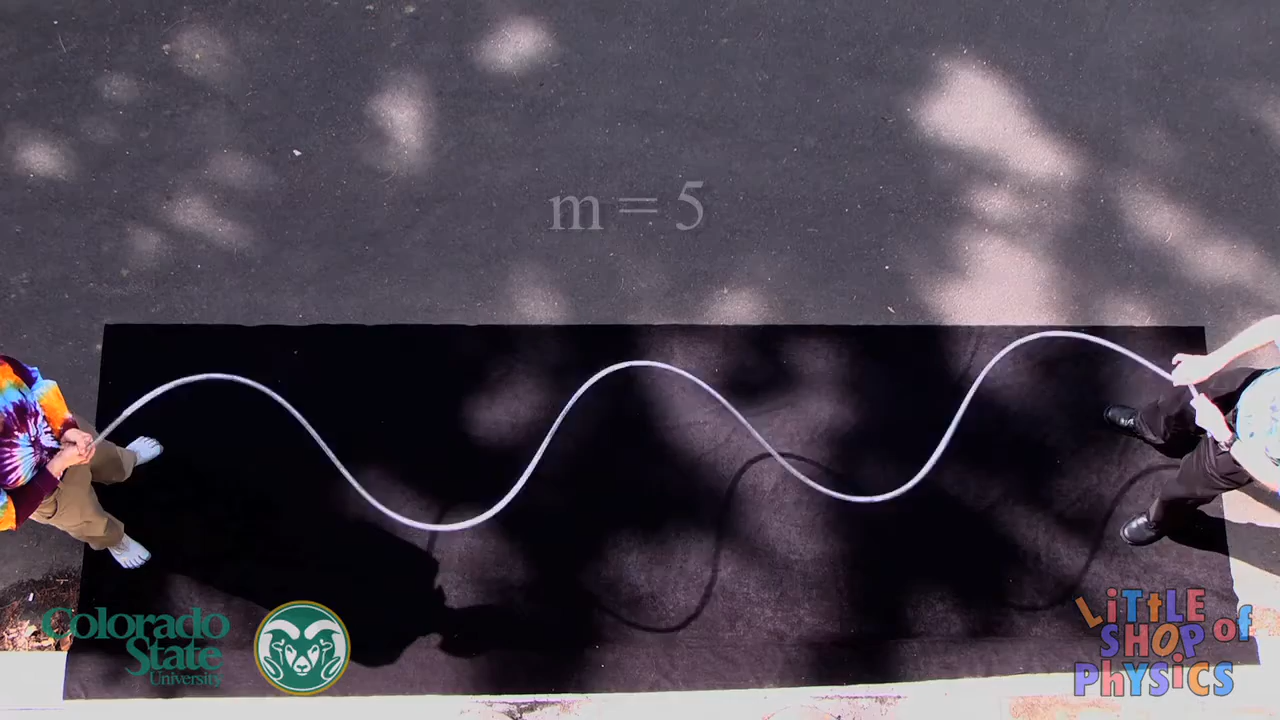 m = 5
Colorado
State
University
LiTTLE of
SHOP
PHYSiCS